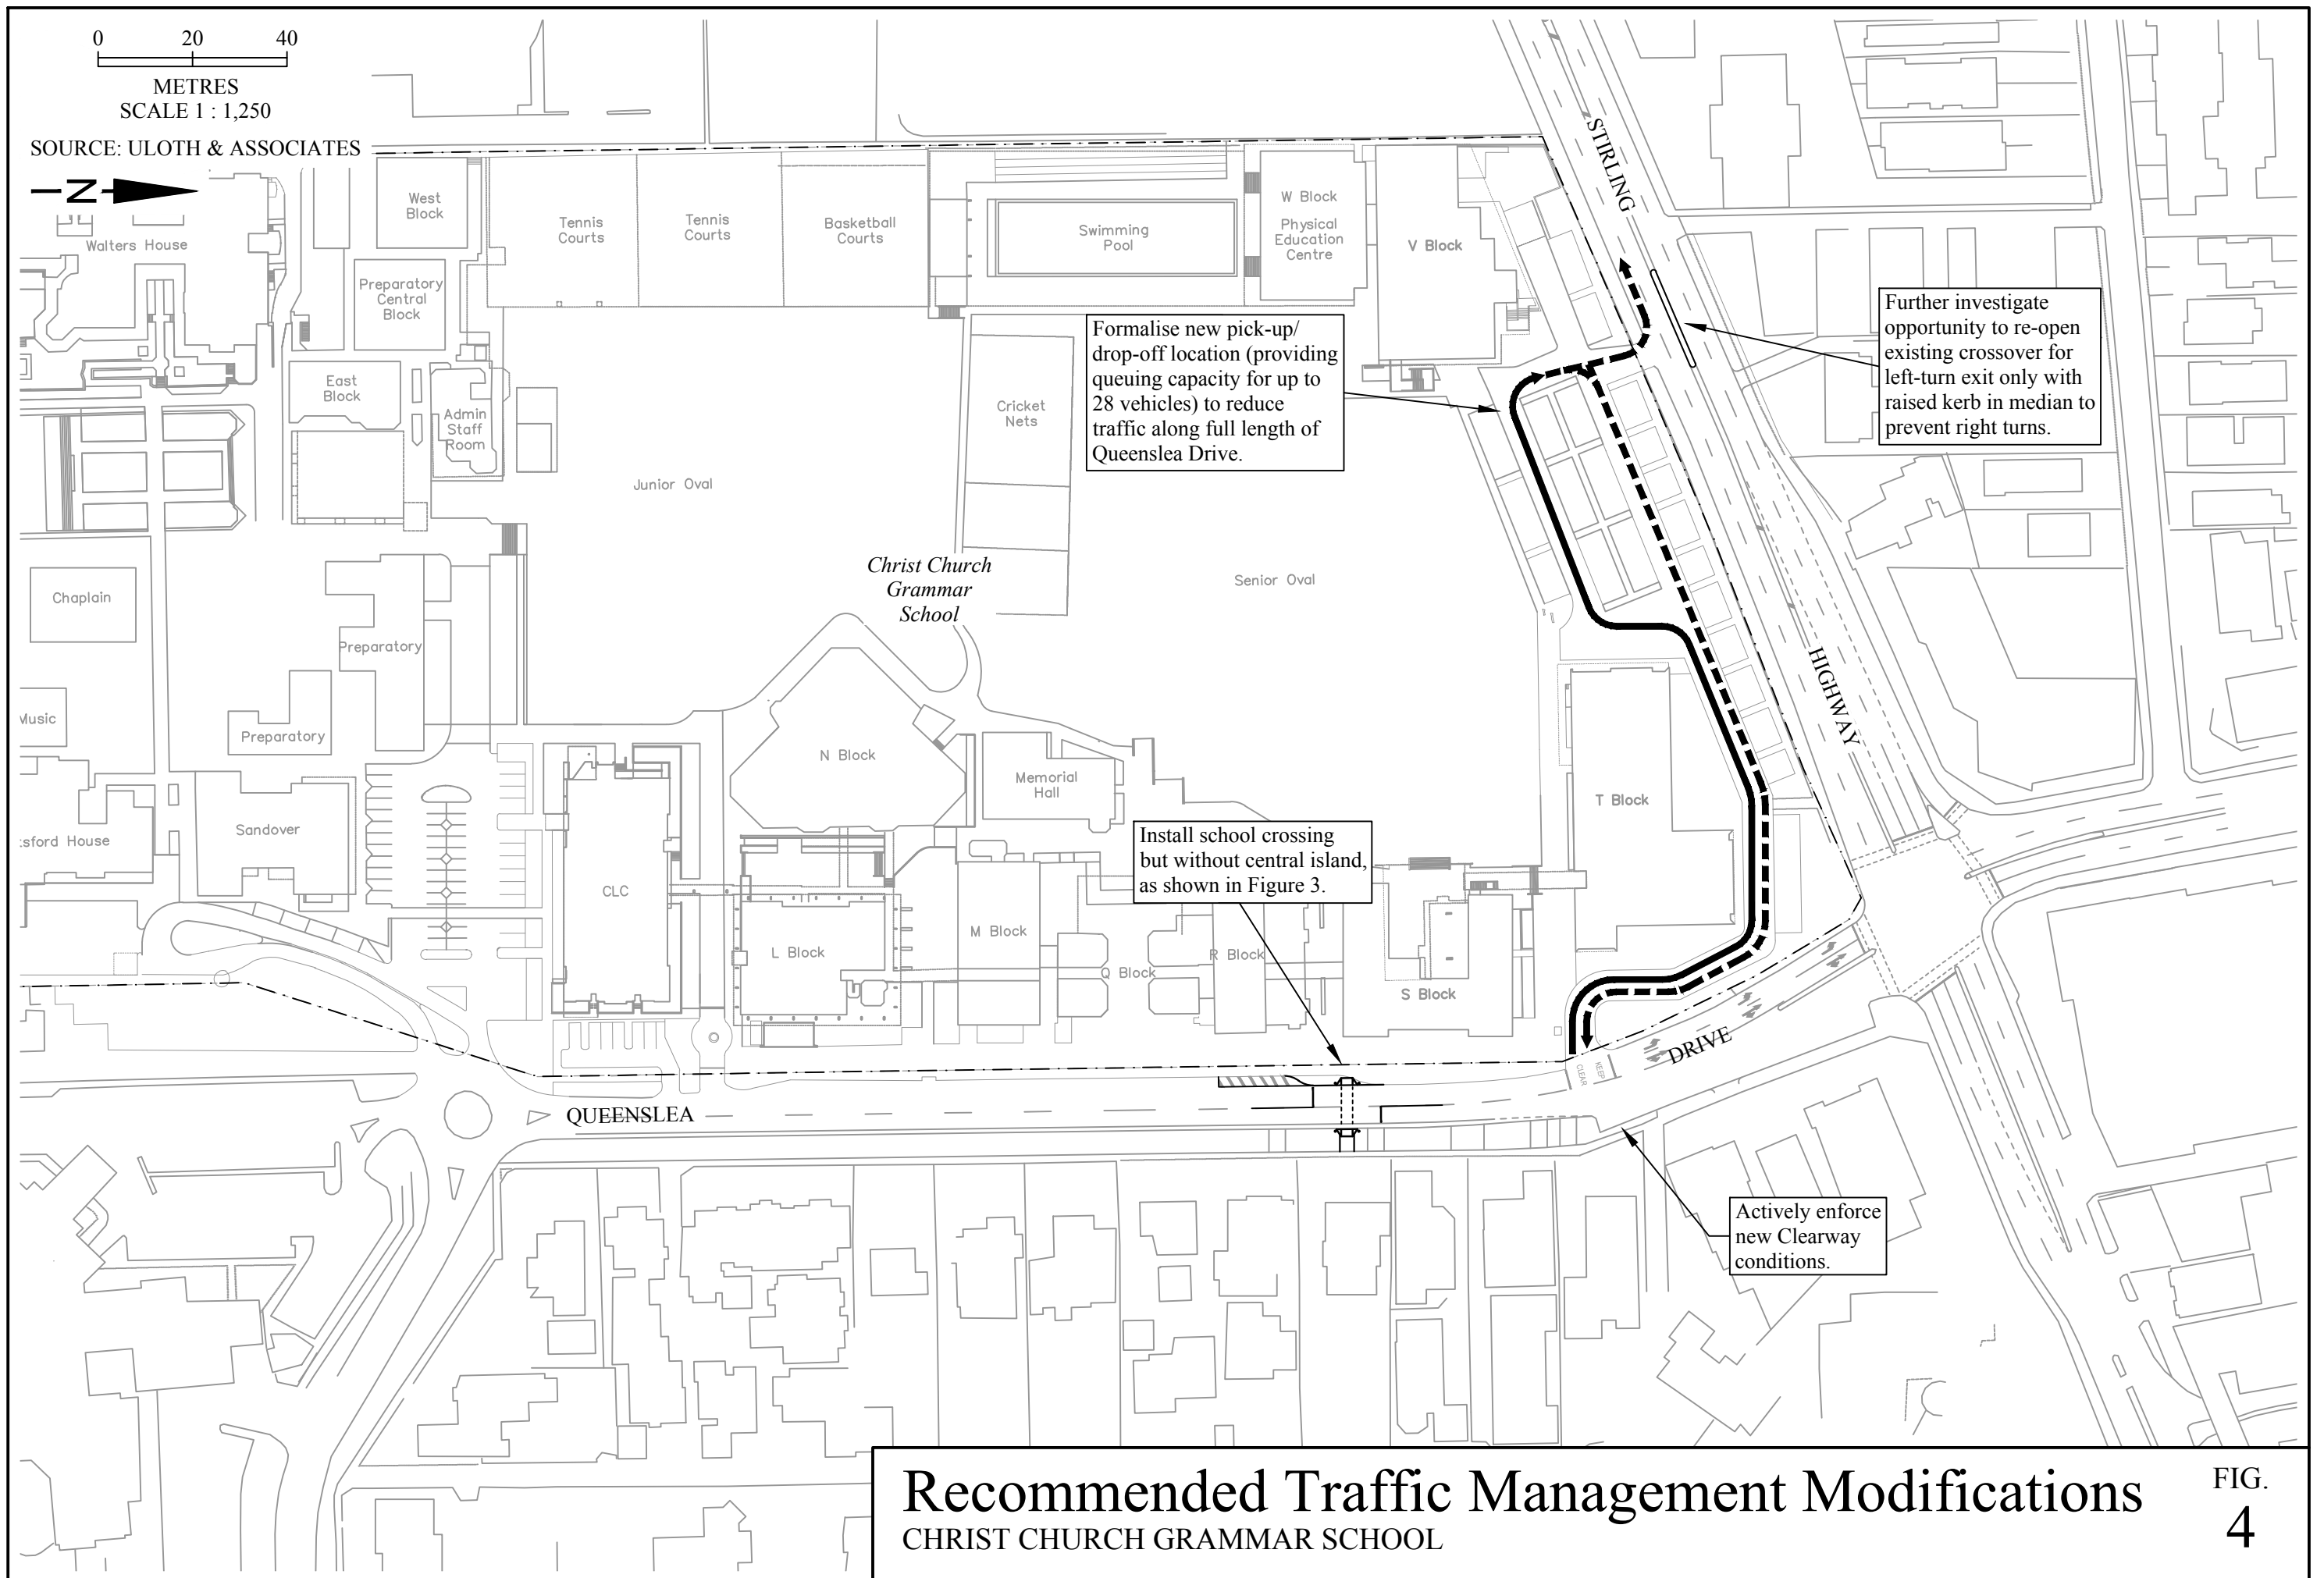 0 20 40
METRES
SCALE 1 : 1,250
SOURCE: ULOTH & ASSOCIATES
N
Walters House
West
Block
Preparatory
Central
Block
East
Block
Admin
Staff
Room
Tennis
Courts
Tennis
Courts
Basketball
Courts
Swimming
Pool
W Block
Physical
Education
Centre
V Block
STIRLING
HIGHWAY
Formalise new pick-up/
drop-off location (providing
queuing capacity for up to
28 vehicles) to reduce
traffic along full length of
Queenslea Drive.
Further investigate
opportunity to re-open
existing crossover for
left-turn exit only with
raised kerb in median to
prevent right turns.
Cricket
Nets
Junior Oval
Christ Church
Grammar
School
Senior Oval
Chaplain
Preparatory
Music
Preparatory
Sandover
sford House
CLC
N Block
Memorial
Hall
L Block
M Block
Q Block
R Block
S Block
T Block
Install school crossing
but without central island,
as shown in Figure 3.
KEEP
CLEAR
QUEENSLEA
DRIVE
Actively enforce
new Clearway
conditions.
Recommended Traffic Management Modifications
CHRIST CHURCH GRAMMAR SCHOOL
FIG.
4